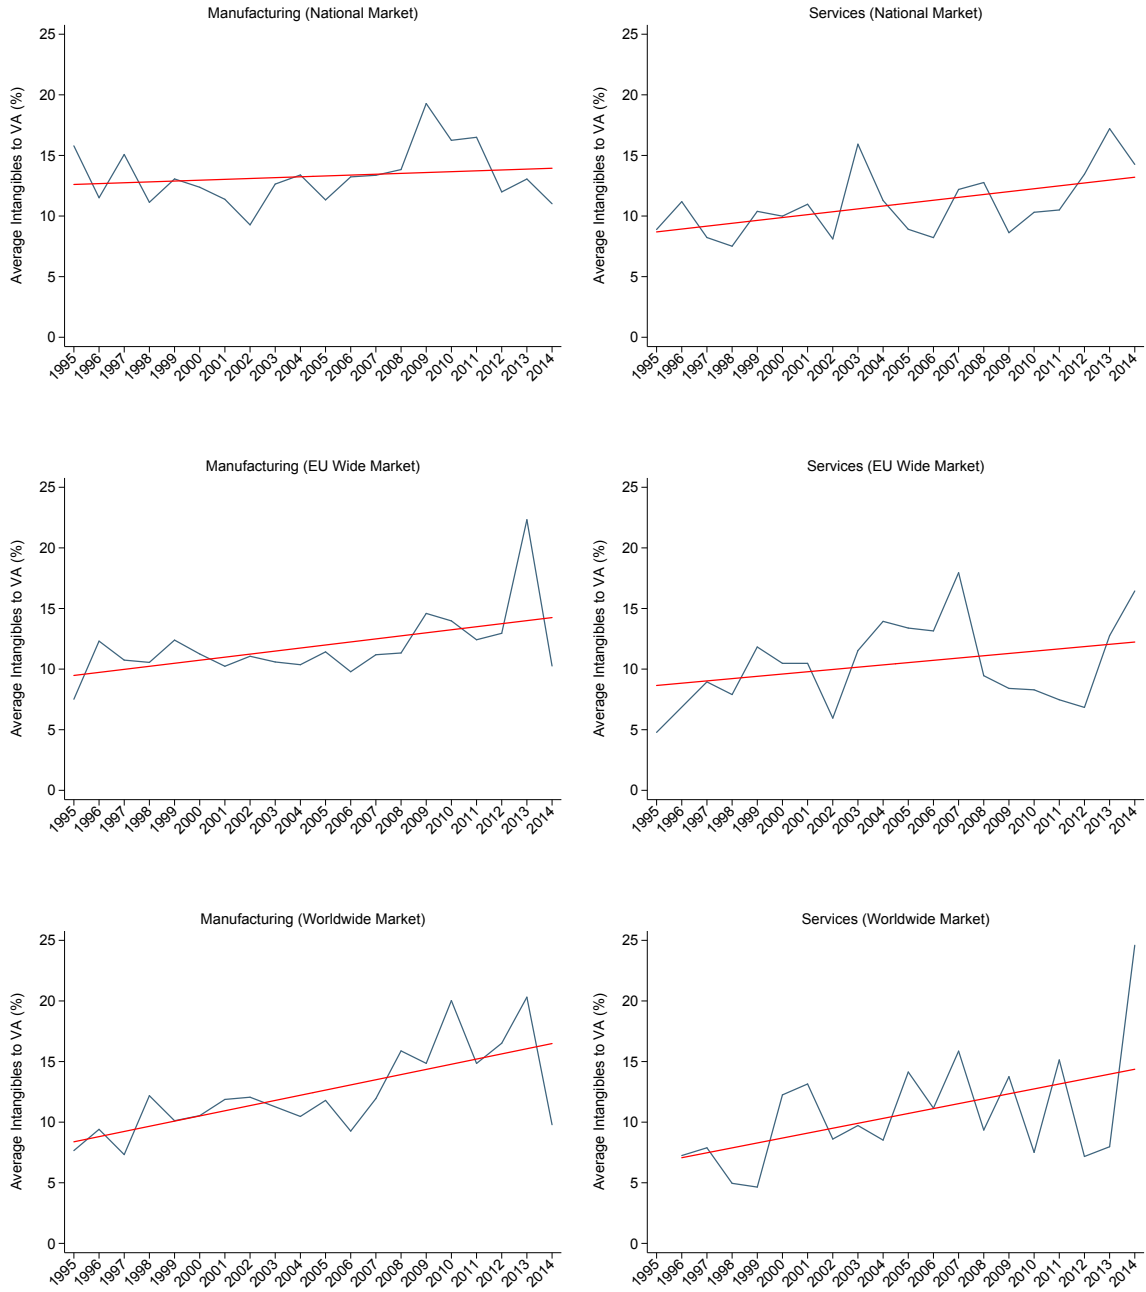 Manufacturing (National Market)
Average Intangibles to VA (%)
25
20
15
10
5
0
1995 1996 1997 1998 1999 2000 2001 2002 2003 2004 2005 2006 2007 2008 2009 2010 2011 2012 2013 2014
Services (National Market)
Average Intangibles to VA (%)
25
20
15
10
5
0
1995 1996 1997 1998 1999 2000 2001 2002 2003 2004 2005 2006 2007 2008 2009 2010 2011 2012 2013 2014
Manufacturing (EU Wide Market)
Average Intangibles to VA (%)
25
20
15
10
5
0
1995 1996 1997 1998 1999 2000 2001 2002 2003 2004 2005 2006 2007 2008 2009 2010 2011 2012 2013 2014
Services (EU Wide Market)
Average Intangibles to VA (%)
25
20
15
10
5
0
1995 1996 1997 1998 1999 2000 2001 2002 2003 2004 2005 2006 2007 2008 2009 2010 2011 2012 2013 2014
Manufacturing (Worldwide Market)
Average Intangibles to VA (%)
25
20
15
10
5
0
1995 1996 1997 1998 1999 2000 2001 2002 2003 2004 2005 2006 2007 2008 2009 2010 2011 2012 2013 2014
Services (Worldwide Market)
Average Intangibles to VA (%)
25
20
15
10
5
0
1995 1996 1997 1998 1999 2000 2001 2002 2003 2004 2005 2006 2007 2008 2009 2010 2011 2012 2013 2014